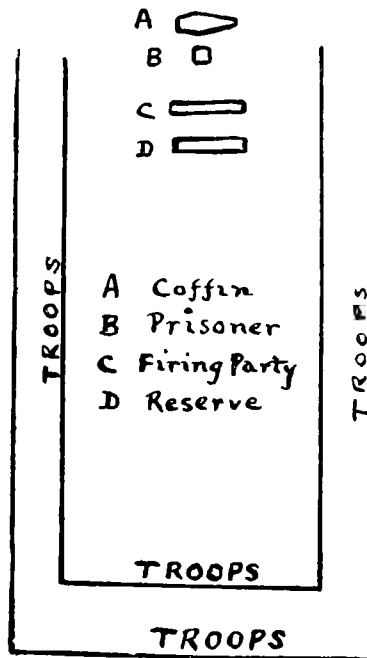 A
B
C
D
TROOPS
A Coffin
B Prisoner
C Firing Party
D Reserve
TROOPS
TROOPS
TROOPS